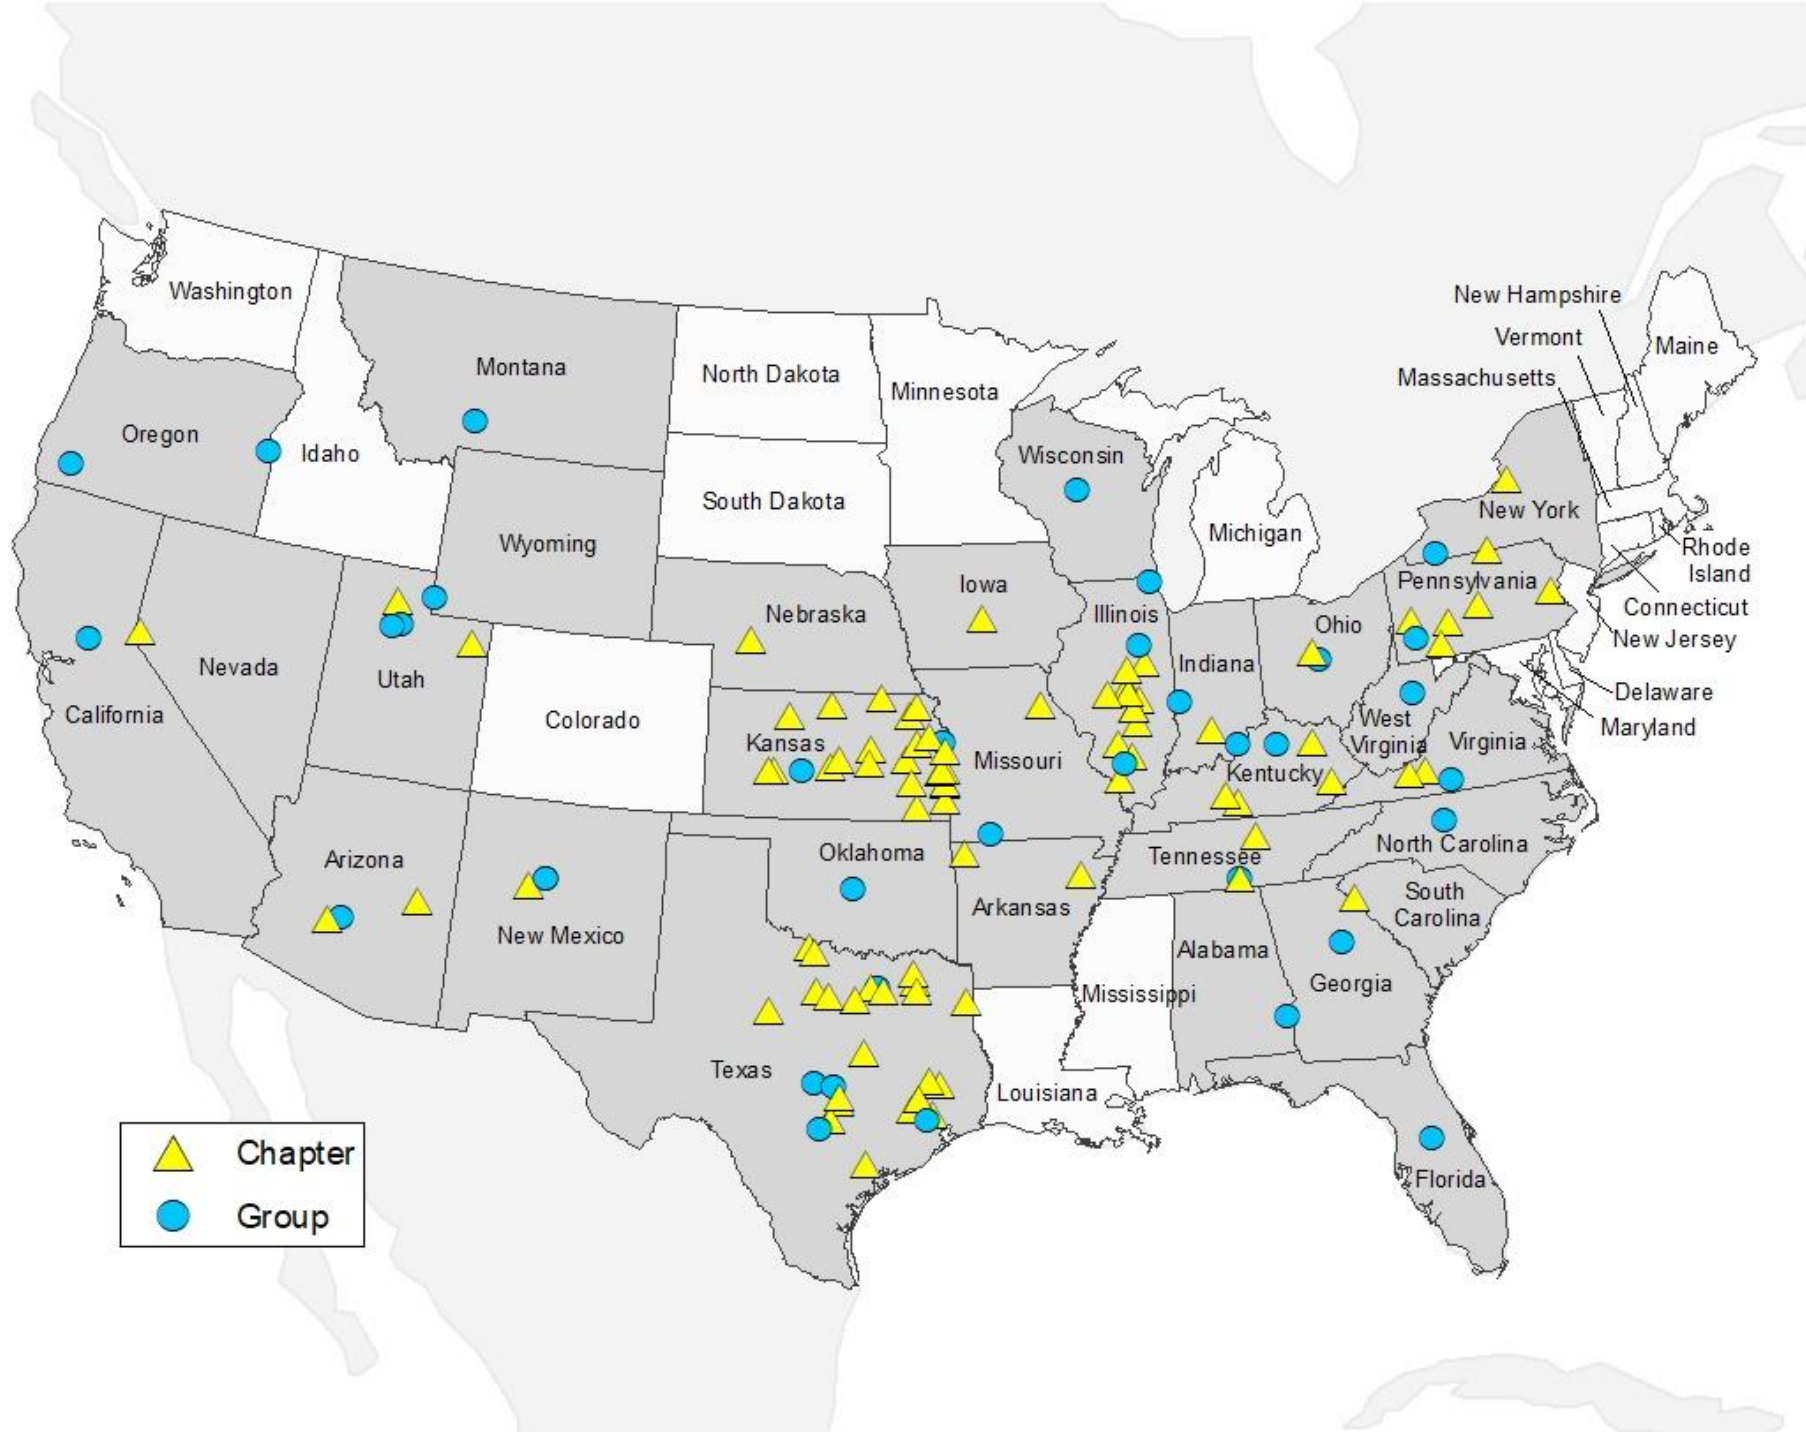 New Hampshire
Washington
Vermont
Maine
Montana
North Dakota
Massachusetts
Minnesota
Oregon
Idaho
Wisconsin
South Dakota
New York
Michigan
Wyoming
Rhode
Island
Iowa
Pennsylvania
Connecticut
Nebraska
Illinois
Ohio
New Jersey
Nevada
Indiana
Utah
Delaware
California
Colorado
West
Virginia
Maryland
Kansas
Virginia
Missouri
Kentucky
Oklahoma
North Carolina
Arizona
Tennessee
South
Carolina
Arkansas
New Mexico
Alabama
Georgia
Mississippi
Texas
Louisiana
Chapter
Florida
Group